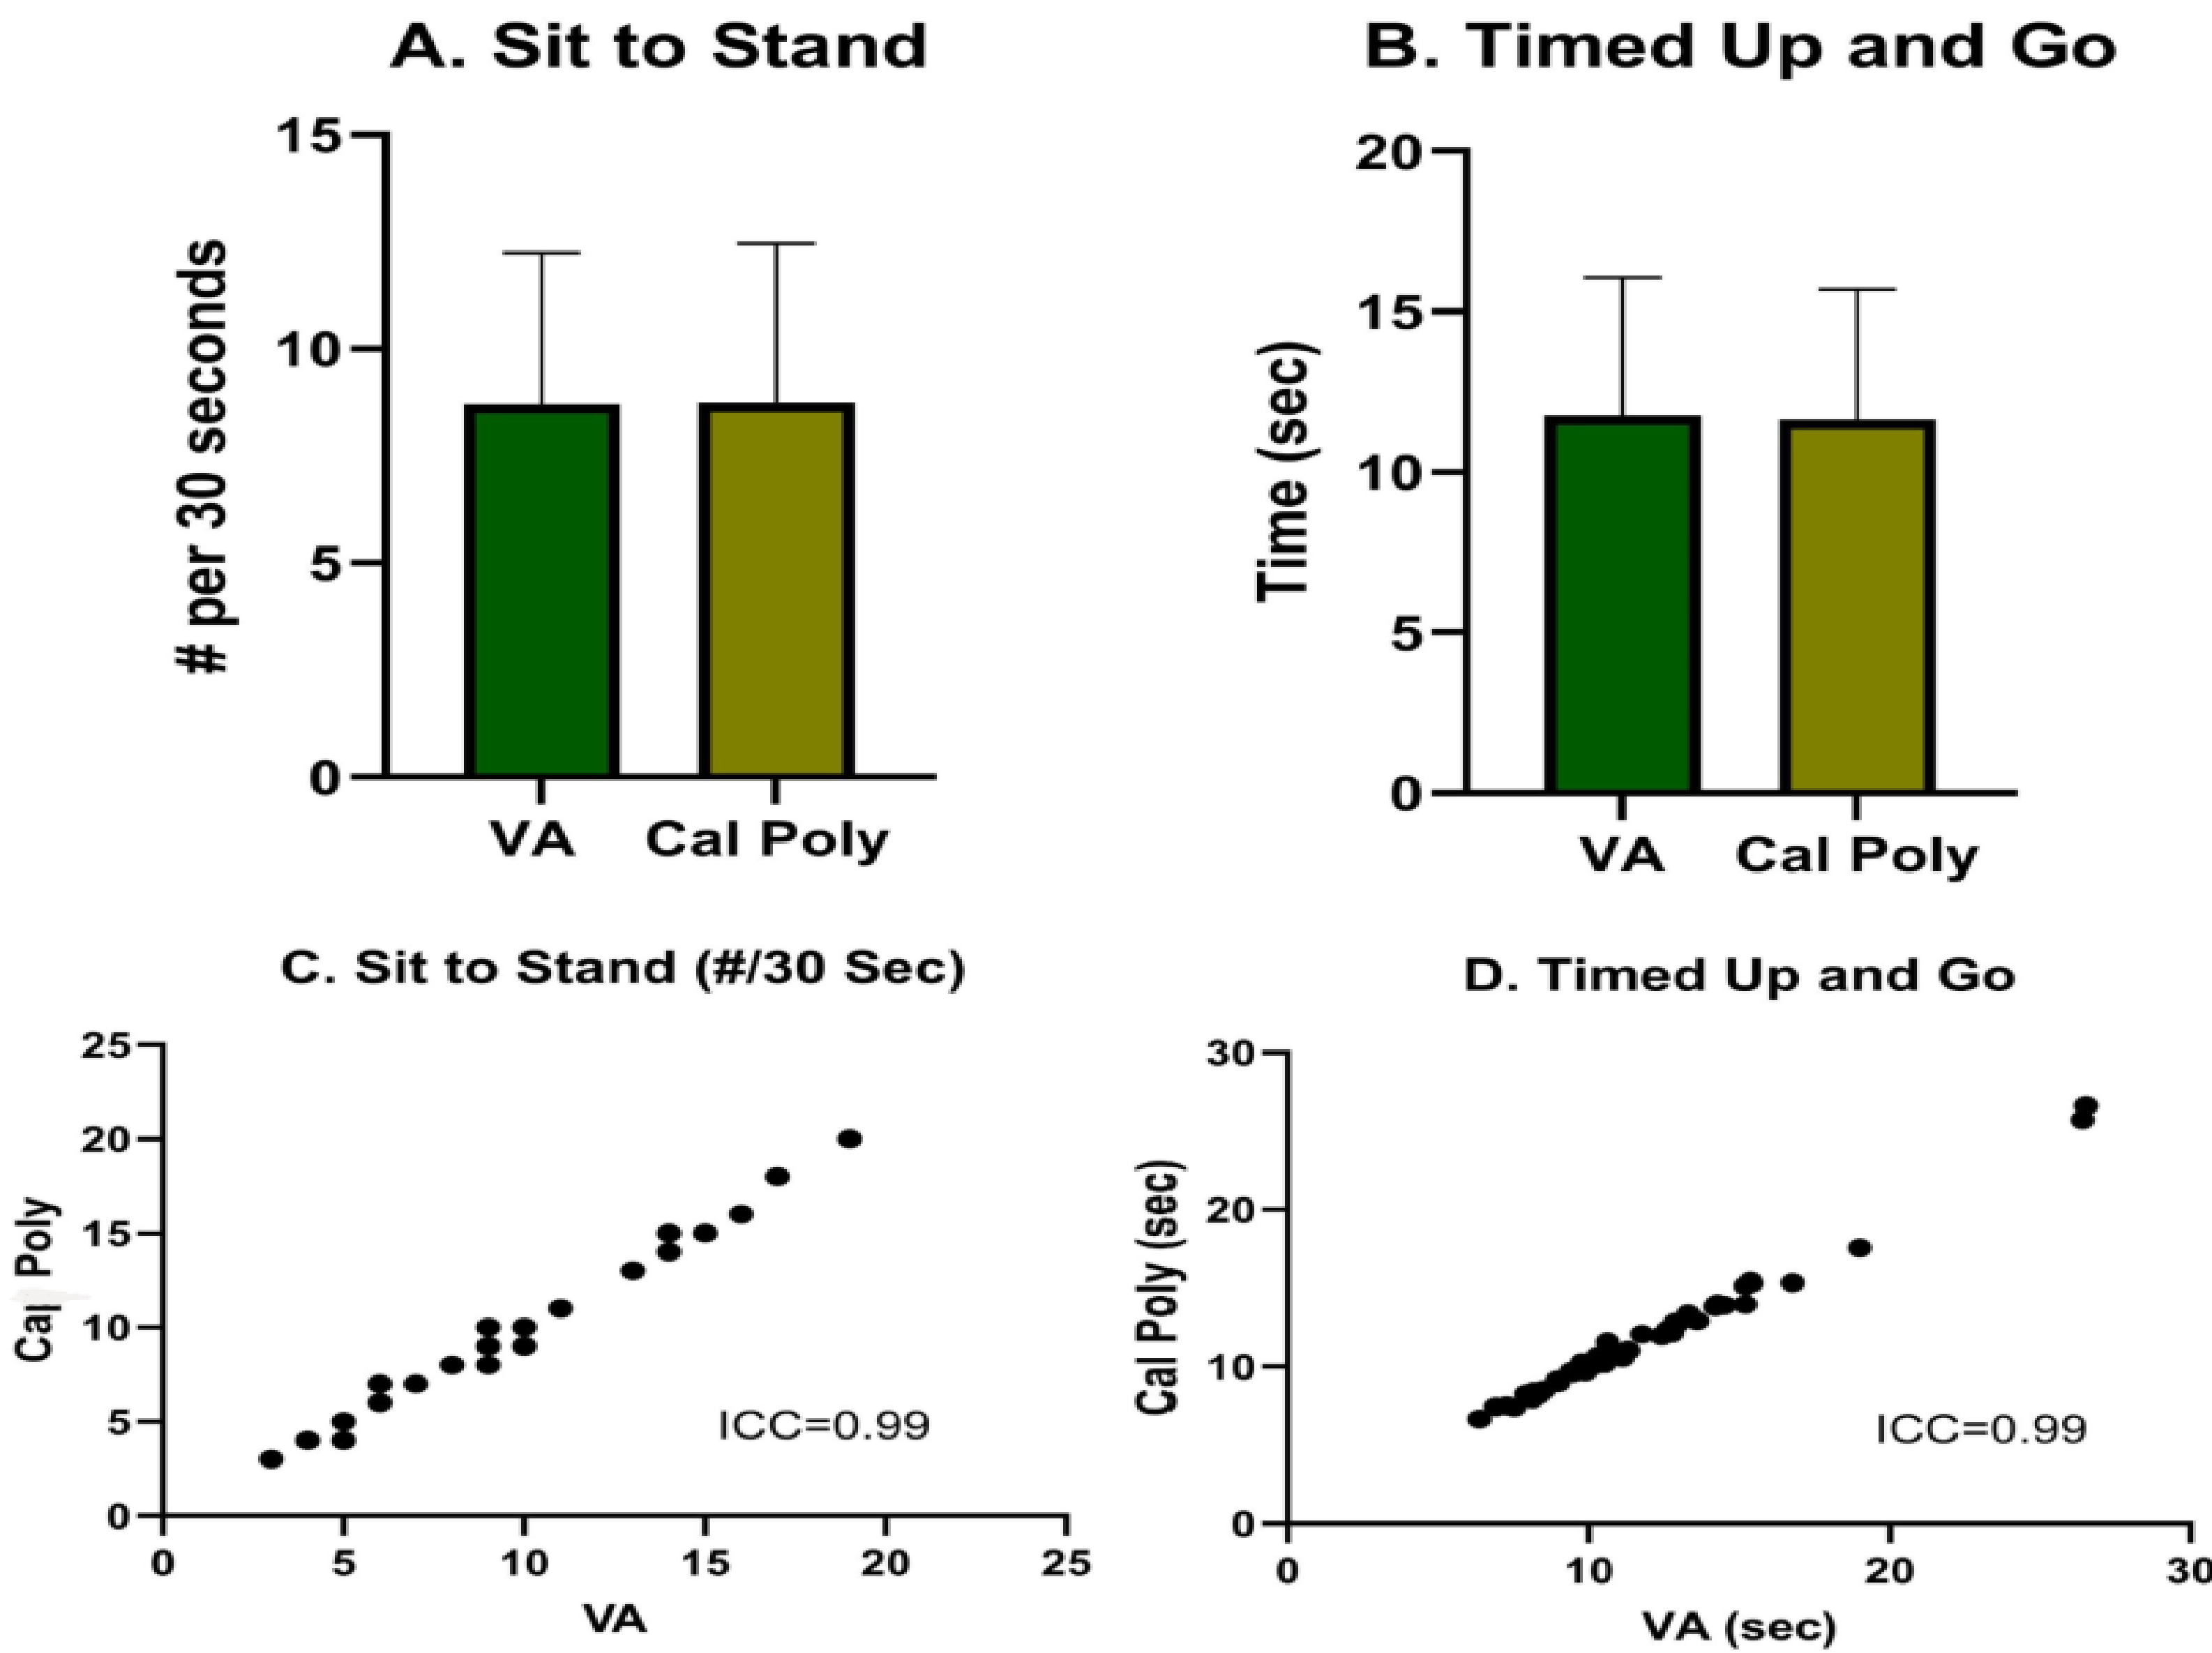 A. Sit to Stand
# per 30 seconds
15
10
5
0
VA Cal Poly
B. Timed Up and Go
Time (sec)
20
15
10
5
0
VA Cal Poly
C. Sit to Stand (#/30 Sec)
Cal Poly
25
20
15
10
5
0
ICC=0.99
0 5 10 15 20 25
VA
D. Timed Up and Go
Cal Poly (sec)
30
20
10
0
ICC=0.99
0 10 20 30
VA (sec)